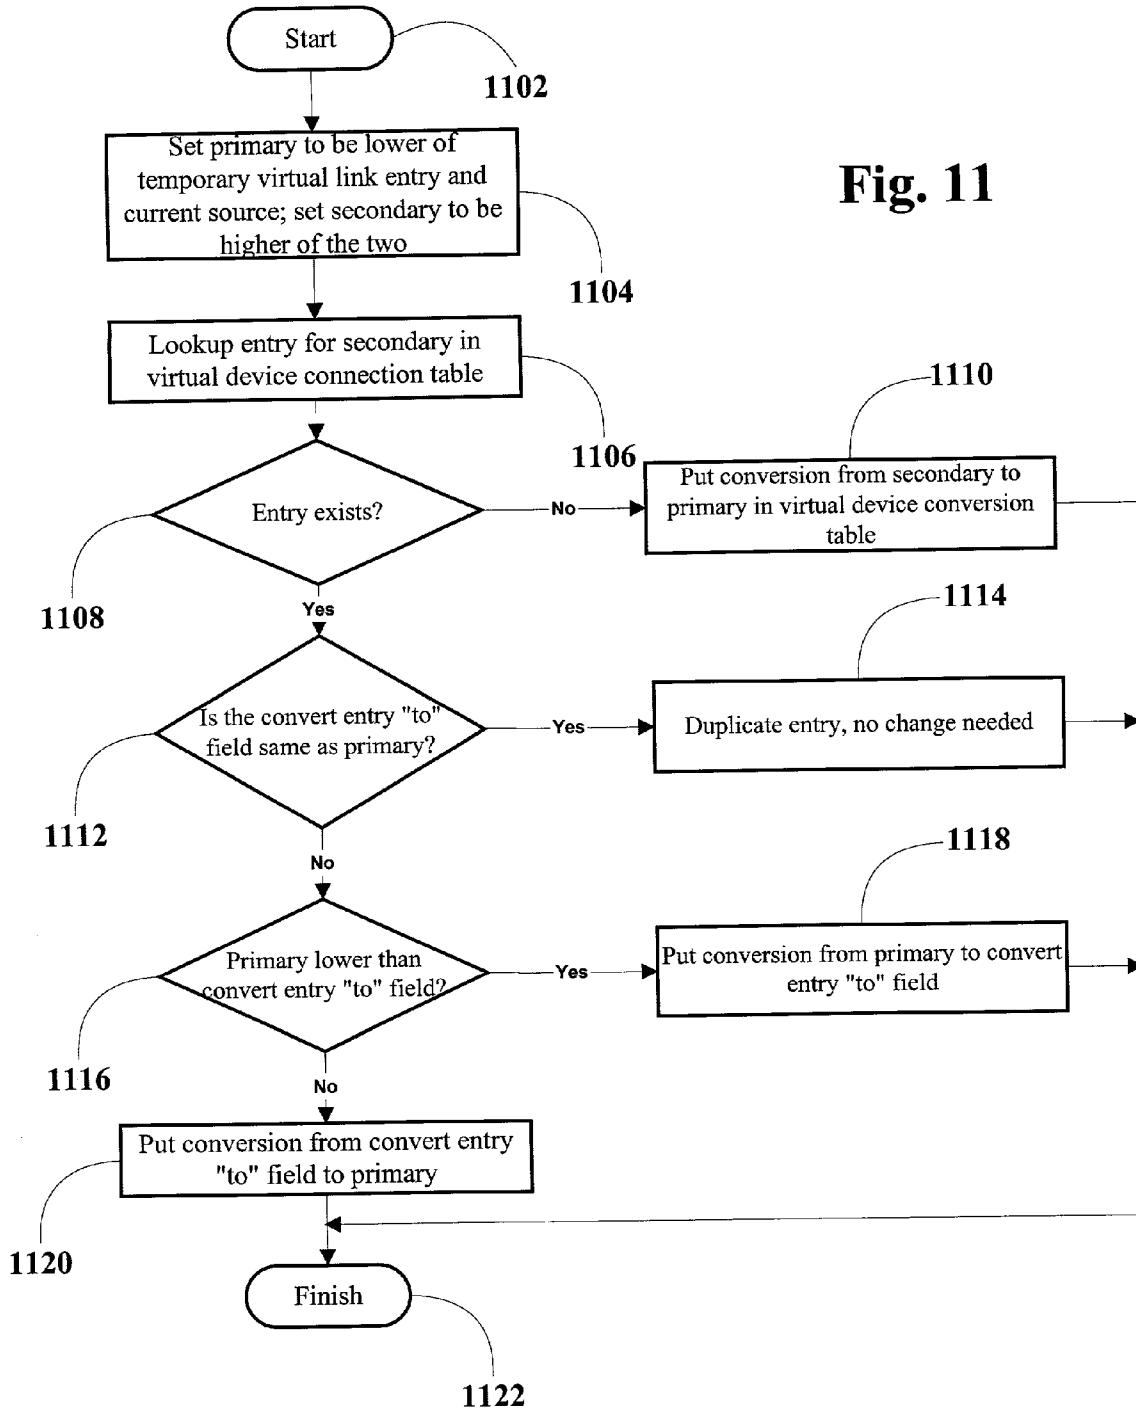 Start
1102
Set primary to be lower of
temporary virtual link entry and
current source; set secondary to be
higher of the two
Fig. 11
1104
Lookup entry for secondary in
virtual device connection table
1106
1110
Entry exists?
No
Put conversion from secondary to
primary in virtual device conversion
table
1108
Yes
1114
Is the convert entry "to"
field same as primary?
Yes
Duplicate entry, no change needed
1112
No
1118
Primary lower than
convert entry "to" field?
Yes
Put conversion from primary to convert
entry "to" field
1116
No
Put conversion from convert entry
"to" field to primary
1120
Finish
1122